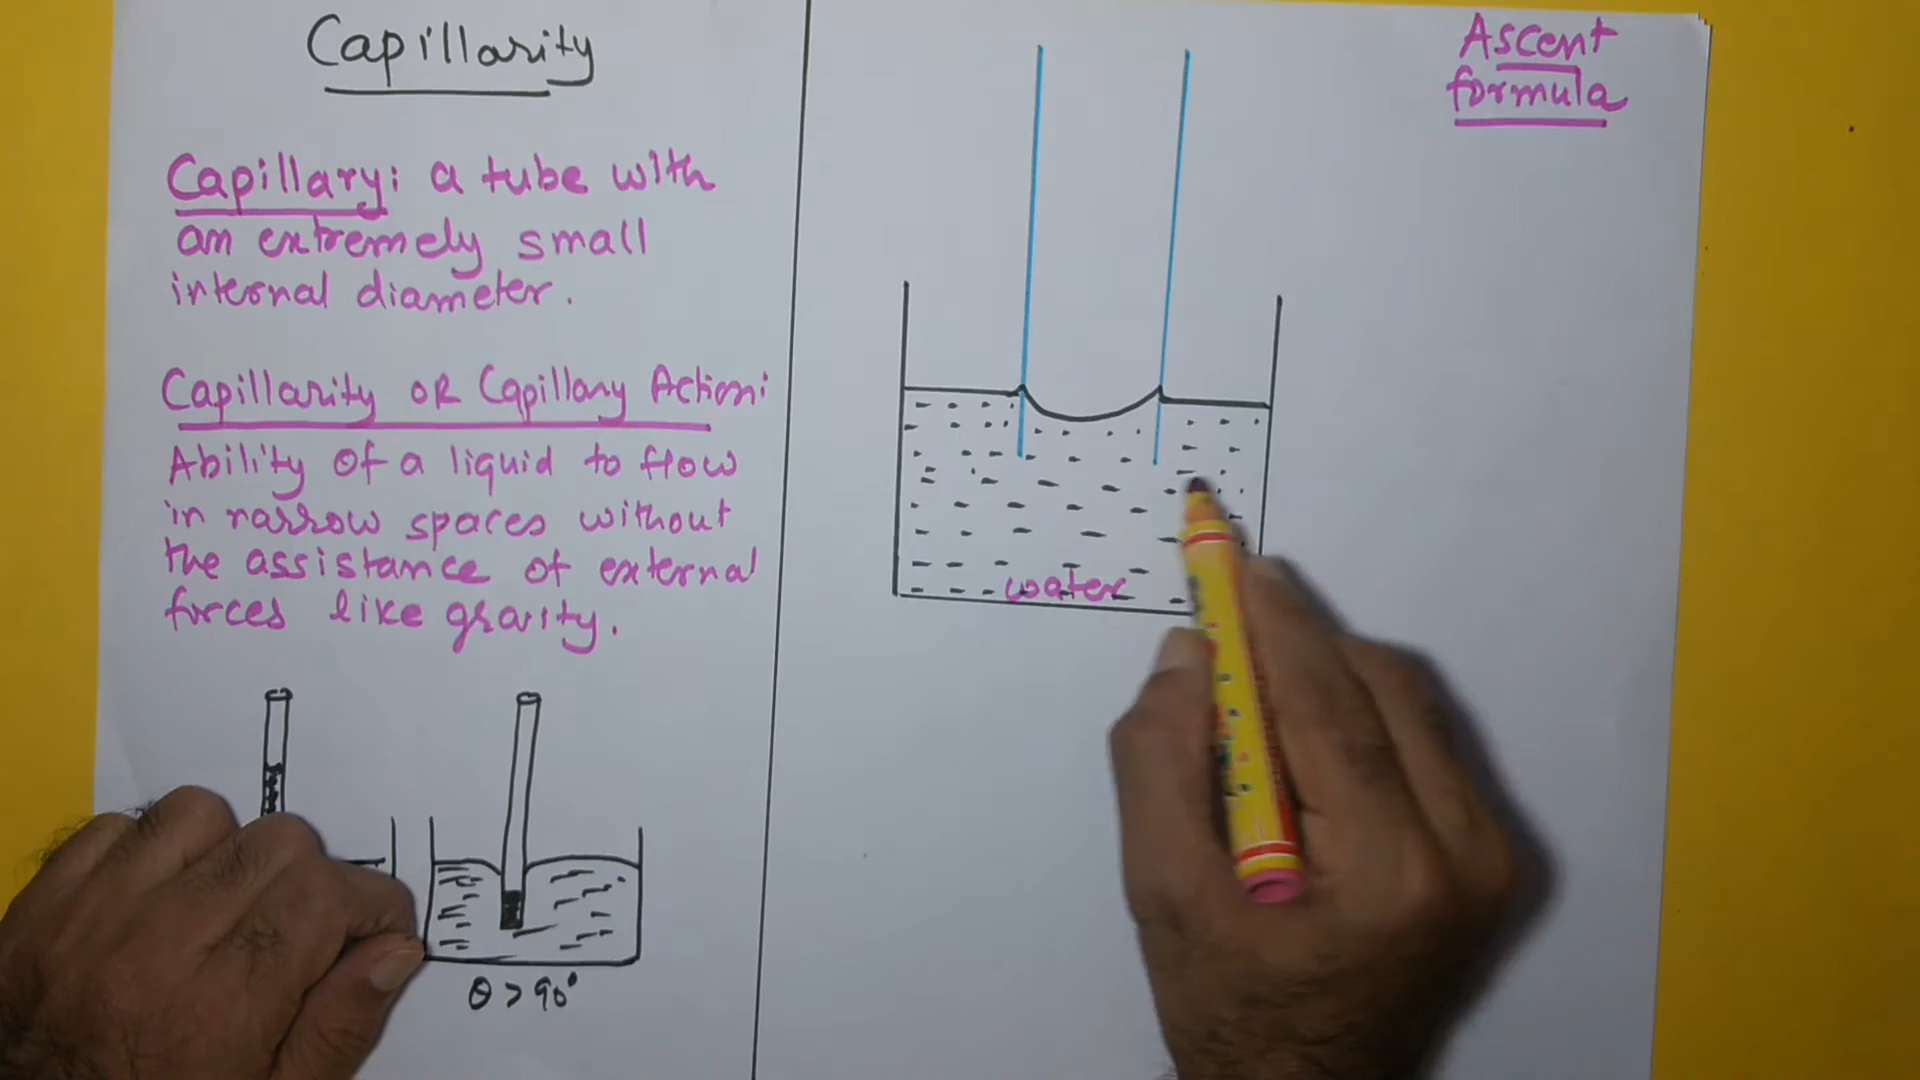 Capillarity
Capillary: a tube with
an extremely small
internal diameter.
Capillarity OR Capillary Action:
Ability of a liquid to flow
in narrow spaces without
the assistance of external
forces like gravity.
θ > 90°
Ascent
formula
water